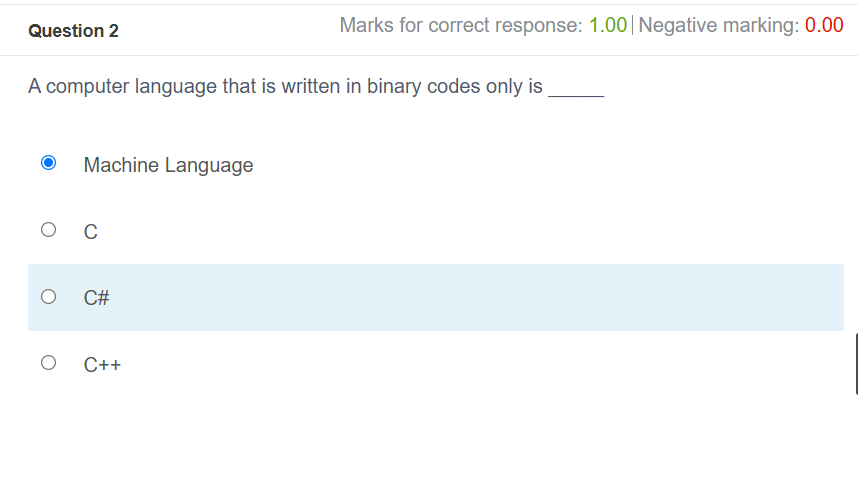 Question 2
Marks for correct response: 1.00 | Negative marking: 0.00
A computer language that is written in binary codes only is _____
Machine Language
C
C#
C++